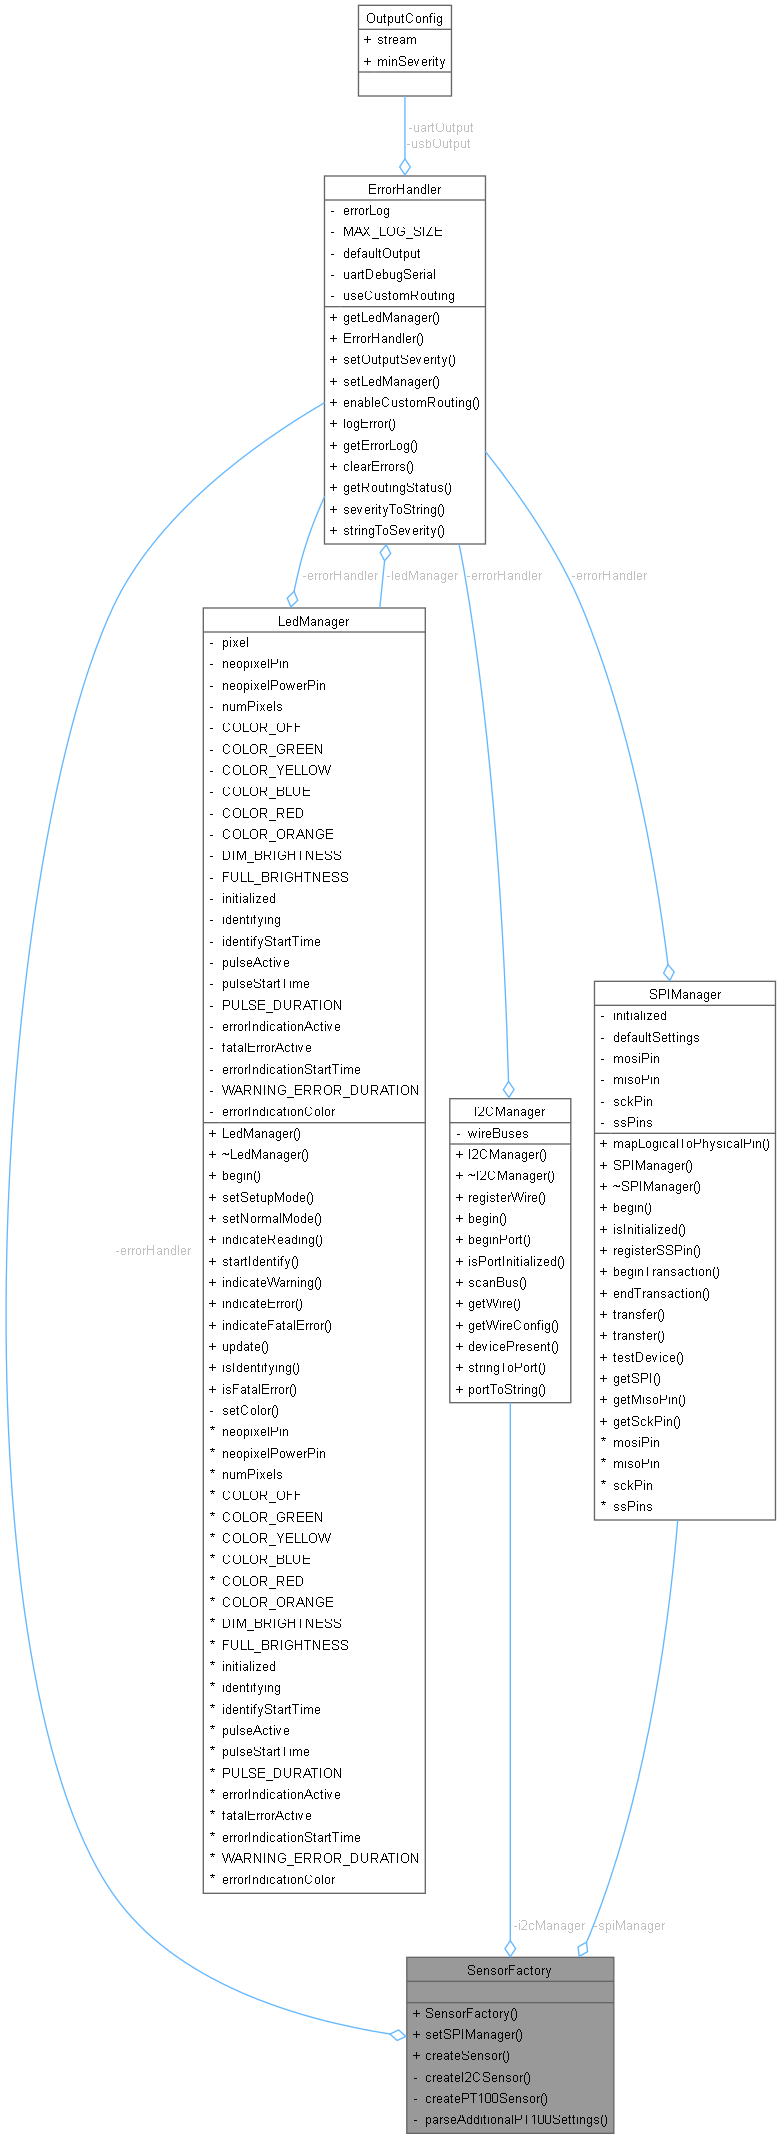 OutputConfig
+ stream
+ minSeverity
-uartOutput
-usbOutput
ErrorHandler
- errorLog
- MAX_LOG_SIZE
- defaultOutput
- uartDebugSerial
- useCustomRouting
+ getLedManager()
+ ErrorHandler()
+ setOutputSeverity()
+ setLedManager()
+ enableCustomRouting()
+ logError()
+ getErrorLog()
+ clearErrors()
+ getRoutingStatus()
+ severityToString()
+ stringToSeverity()
-errorHandler
-ledManager
-errorHandler
-errorHandler
LedManager
- pixel
- neopixelPin
- neopixelPowerPin
- numPixels
- COLOR_OFF
- COLOR_GREEN
- COLOR_YELLOW
- COLOR_BLUE
- COLOR_RED
- COLOR_ORANGE
- DIM_BRIGHTNESS
- FULL_BRIGHTNESS
- initialized
- identifying
- identifyStartTime
- pulseActive
- pulseStartTime
- PULSE_DURATION
- errorIndicationActive
- fatalErrorActive
- errorIndicationStartTime
- WARNING_ERROR_DURATION
- errorIndicationColor
+ LedManager()
+ ~LedManager()
+ begin()
+ setSetupMode()
+ setNormalMode()
+ indicateReading()
+ startIdentify()
+ indicateWarning()
+ indicateError()
+ indicateFatalError()
+ update()
+ isIdentifying()
+ isFatalError()
- setColor()
* neopixelPin
* neopixelPowerPin
* numPixels
* COLOR_OFF
* COLOR_GREEN
* COLOR_YELLOW
* COLOR_BLUE
* COLOR_RED
* COLOR_ORANGE
* DIM_BRIGHTNESS
* FULL_BRIGHTNESS
* initialized
* identifying
* identifyStartTime
* pulseActive
* pulseStartTime
* PULSE_DURATION
* errorIndicationActive
* fatalErrorActive
* errorIndicationStartTime
* WARNING_ERROR_DURATION
* errorIndicationColor
SPIManager
- initialized
- defaultSettings
- mosiPin
- misoPin
- sckPin
- ssPins
+ mapLogicalToPhysicalPin()
+ SPIManager()
+ ~SPIManager()
+ begin()
+ isInitialized()
+ registerSSPin()
+ beginTransaction()
+ endTransaction()
+ transfer()
+ transfer()
+ testDevice()
+ getSPI()
+ getMisoPin()
+ getSckPin()
* mosiPin
* misoPin
* sckPin
* ssPins
I2CManager
- wireBuses
+ I2CManager()
+ ~I2CManager()
+ registerWire()
+ begin()
+ beginPort()
+ isPortInitialized()
+ scanBus()
+ getWire()
+ getWireConfig()
+ devicePresent()
+ stringToPort()
+ portToString()
-errorHandler
-i2cManager
-spiManager
SensorFactory
+ SensorFactory()
+ setSPIManager()
+ createSensor()
- createI2CSensor()
- createPT100Sensor()
- parseAdditionalPT100Settings()